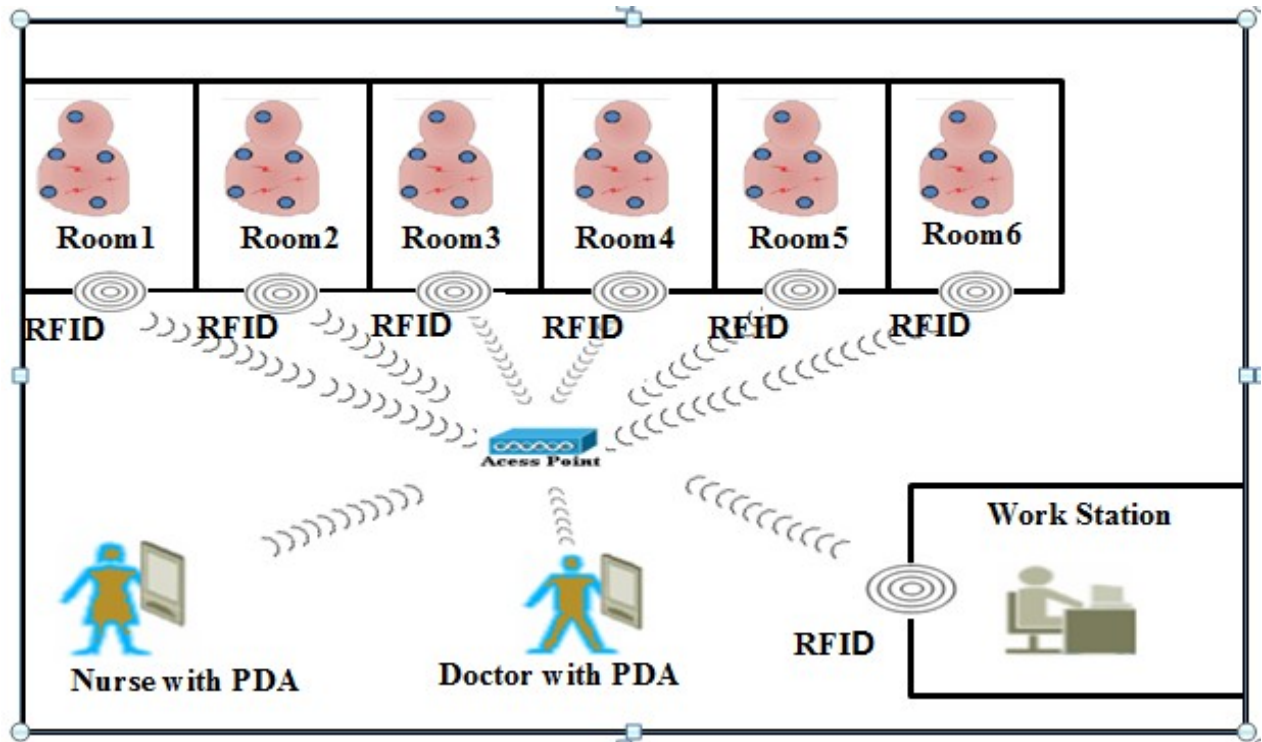 Room1
Room2
Room3
Room4
Room5
Room6
RFID
RFID
RFID
RFID
RFID
RFID
Acess Point
Work Station
RFID
Nurse with PDA
Doctor with PDA